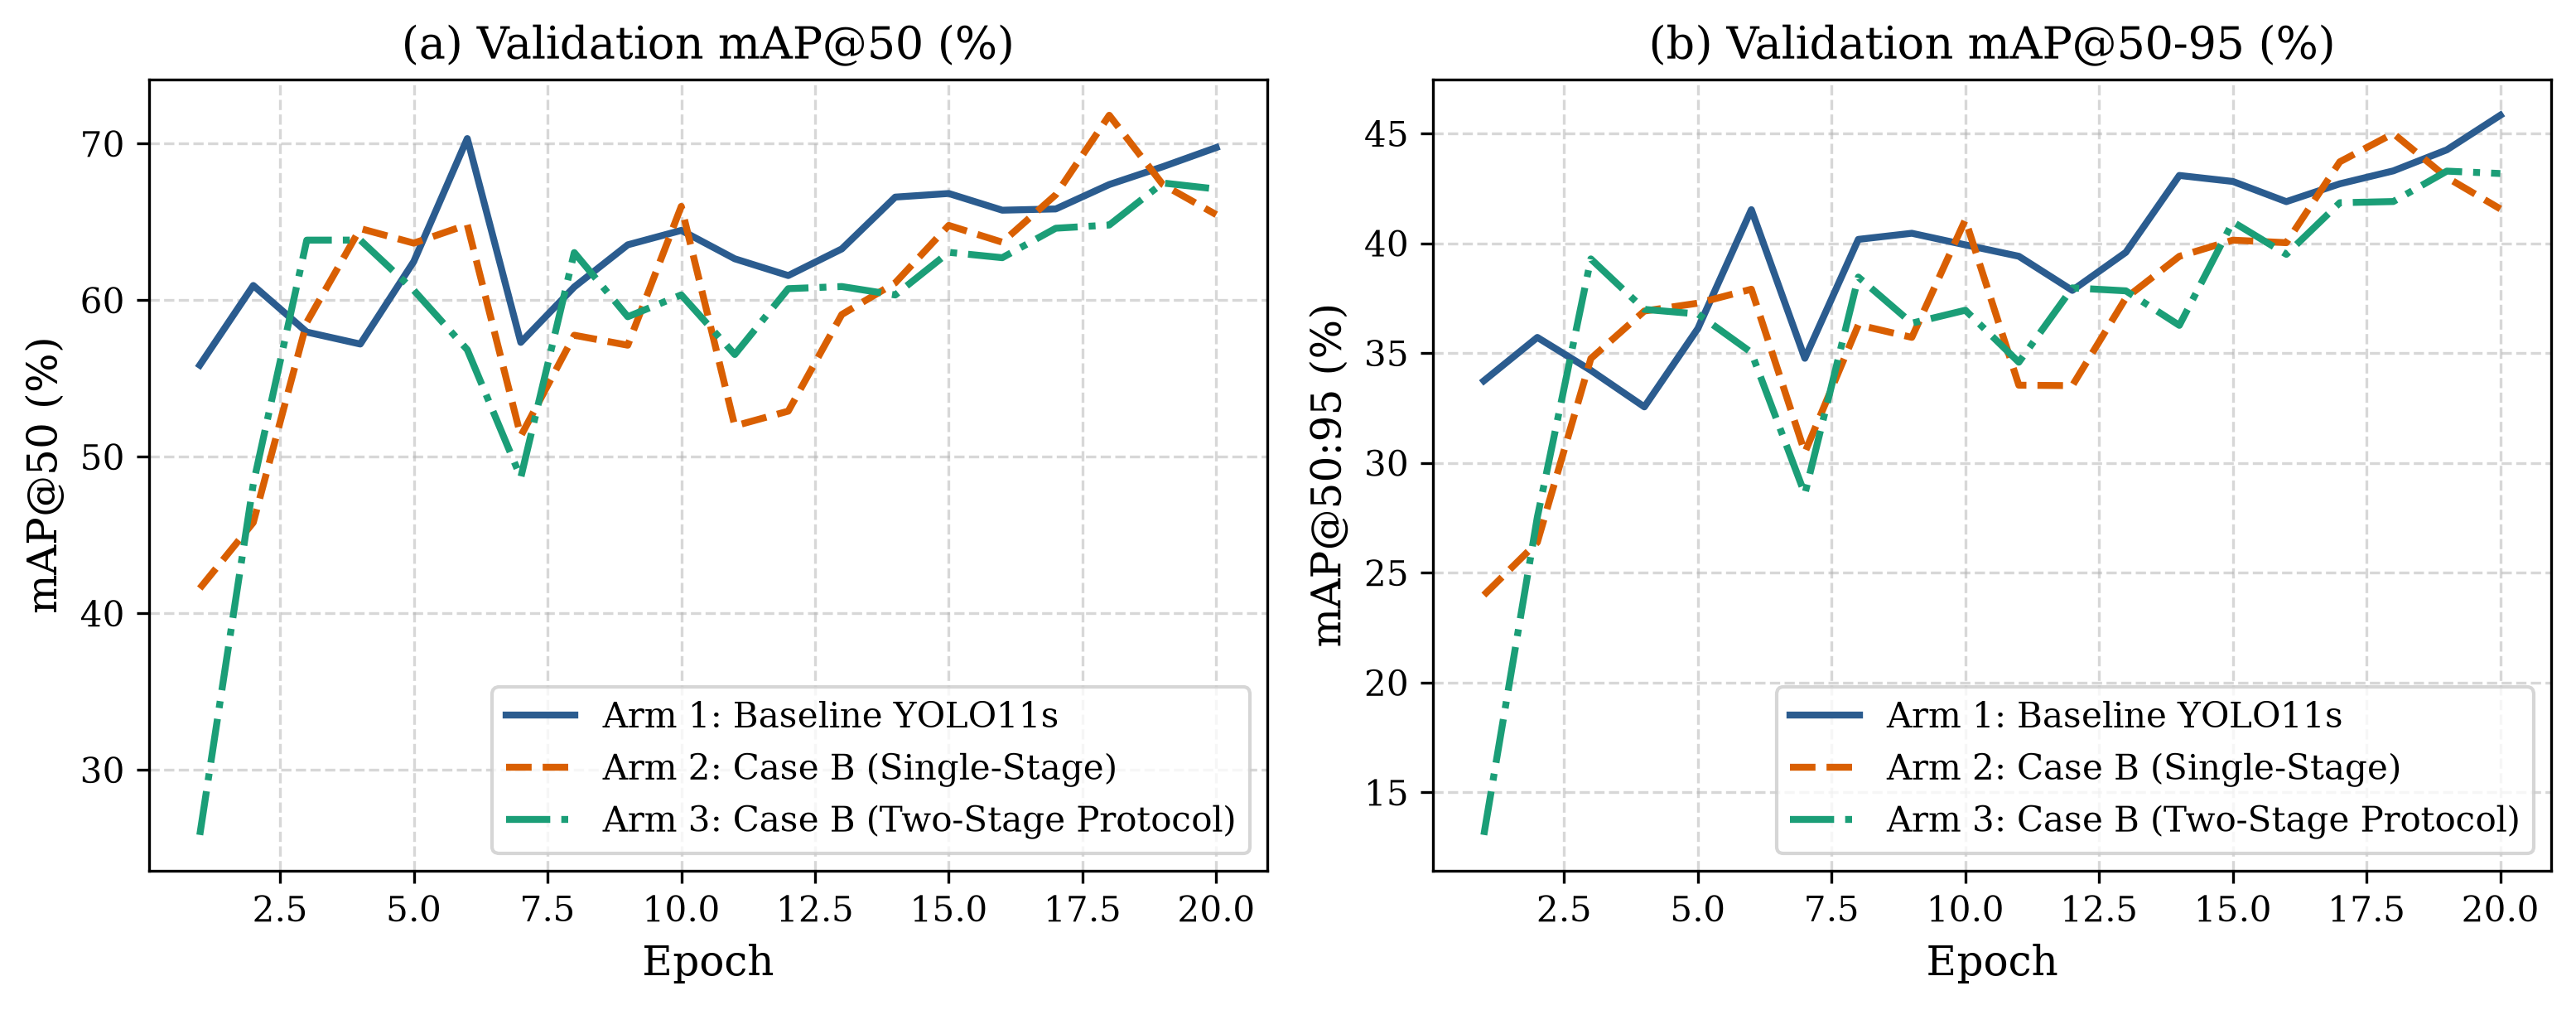 (a) Validation mAP@50 (%)
mAP@50 (%)
70
60
50
40
30
Arm 1: Baseline YOLO11s
Arm 2: Case B (Single-Stage)
Arm 3: Case B (Two-Stage Protocol)
2.5 5.0 7.5 10.0 12.5 15.0 17.5 20.0
Epoch
(b) Validation mAP@50-95 (%)
mAP@50:95 (%)
45
40
35
30
25
20
15
Arm 1: Baseline YOLO11s
Arm 2: Case B (Single-Stage)
Arm 3: Case B (Two-Stage Protocol)
2.5 5.0 7.5 10.0 12.5 15.0 17.5 20.0
Epoch